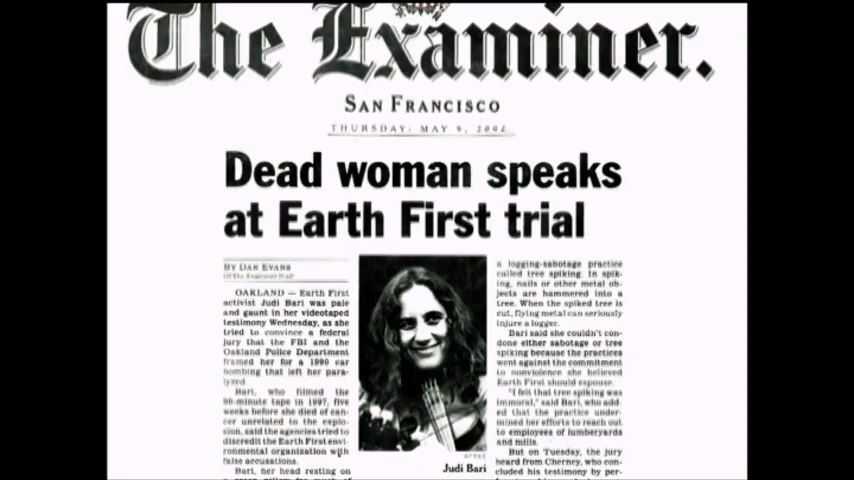 The Examiner.
SAN FRANCISCO
THURSDAY, MAY 9, 2002
Dead woman speaks
at Earth First trial
BY DAN EVANS
Of The Examiner Staff
OAKLAND — Earth First
activist Judi Bari was pale
and gaunt in her videotaped
testimony Wednesday, as she
tried to convince a federal
jury that the FBI and the
Oakland Police Department
framed her for a 1990 car
bombing that left her para-
lyzed.
Bari, who filmed the
90-minute tape in 1997, five
weeks before she died of can-
cer unrelated to the explo-
sion, said the agencies tried to
discredit the Earth First envi-
ronmental organization with
false accusations.
Bari, her head resting on
a green pillow for much of
Judi Bari
a logging-sabotage practice
called tree spiking. In spik-
ing, nails or other metal ob-
jects are hammered into a
tree. When the spiked tree is
cut, flying metal can seriously
injure a logger.
Bari said she couldn't con-
done either sabotage or tree
spiking because the practices
went against the commitment
to nonviolence she believed
Earth First should espouse.
"I felt that tree spiking was
immoral," said Bari, who add-
ed that the practice under-
mined her efforts to reach out
to employees of lumberyards
and mills.
But on Tuesday, the jury
heard from Cherney, who con-
cluded his testimony by per-